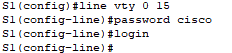 S1(config)#line vty 0 15
S1(config-line)#password cisco
S1(config-line)#login
S1(config-line)#